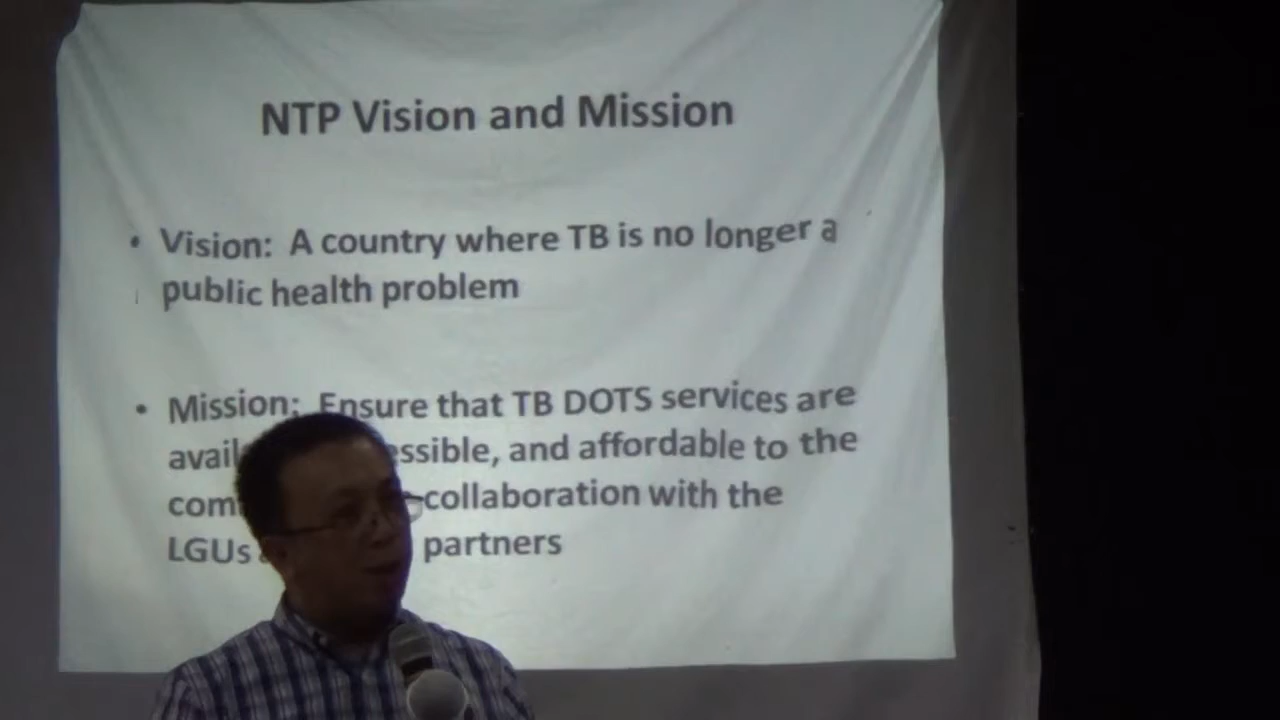 NTP Vision and Mission
• Vision: A country where TB is no longer a
public health problem
• Mission: Ensure that TB DOTS services are
avail ssible, and affordable to the
com collaboration with the
LGUs partners